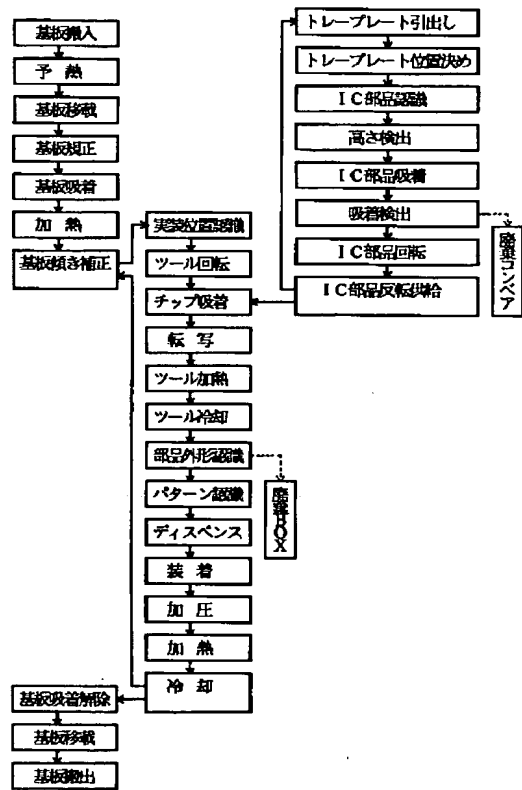 基板搬入
予熱
基板移載
基板規正
基板吸着
加熱
基板傾き補正
実装位置認識
ツール回転
チップ吸着
転写
ツール加熱
ツール冷却
部品外形認識
パターン認識
ディスペンス
装着
加圧
加熱
冷却
基板吸着解除
基板移載
基板搬出
トレープレート引出し
トレープレート位置決め
IC部品認識
高さ検出
IC部品吸着
吸着検出
IC部品回転
IC部品反転供給
廃棄コンベア
廃棄BOX